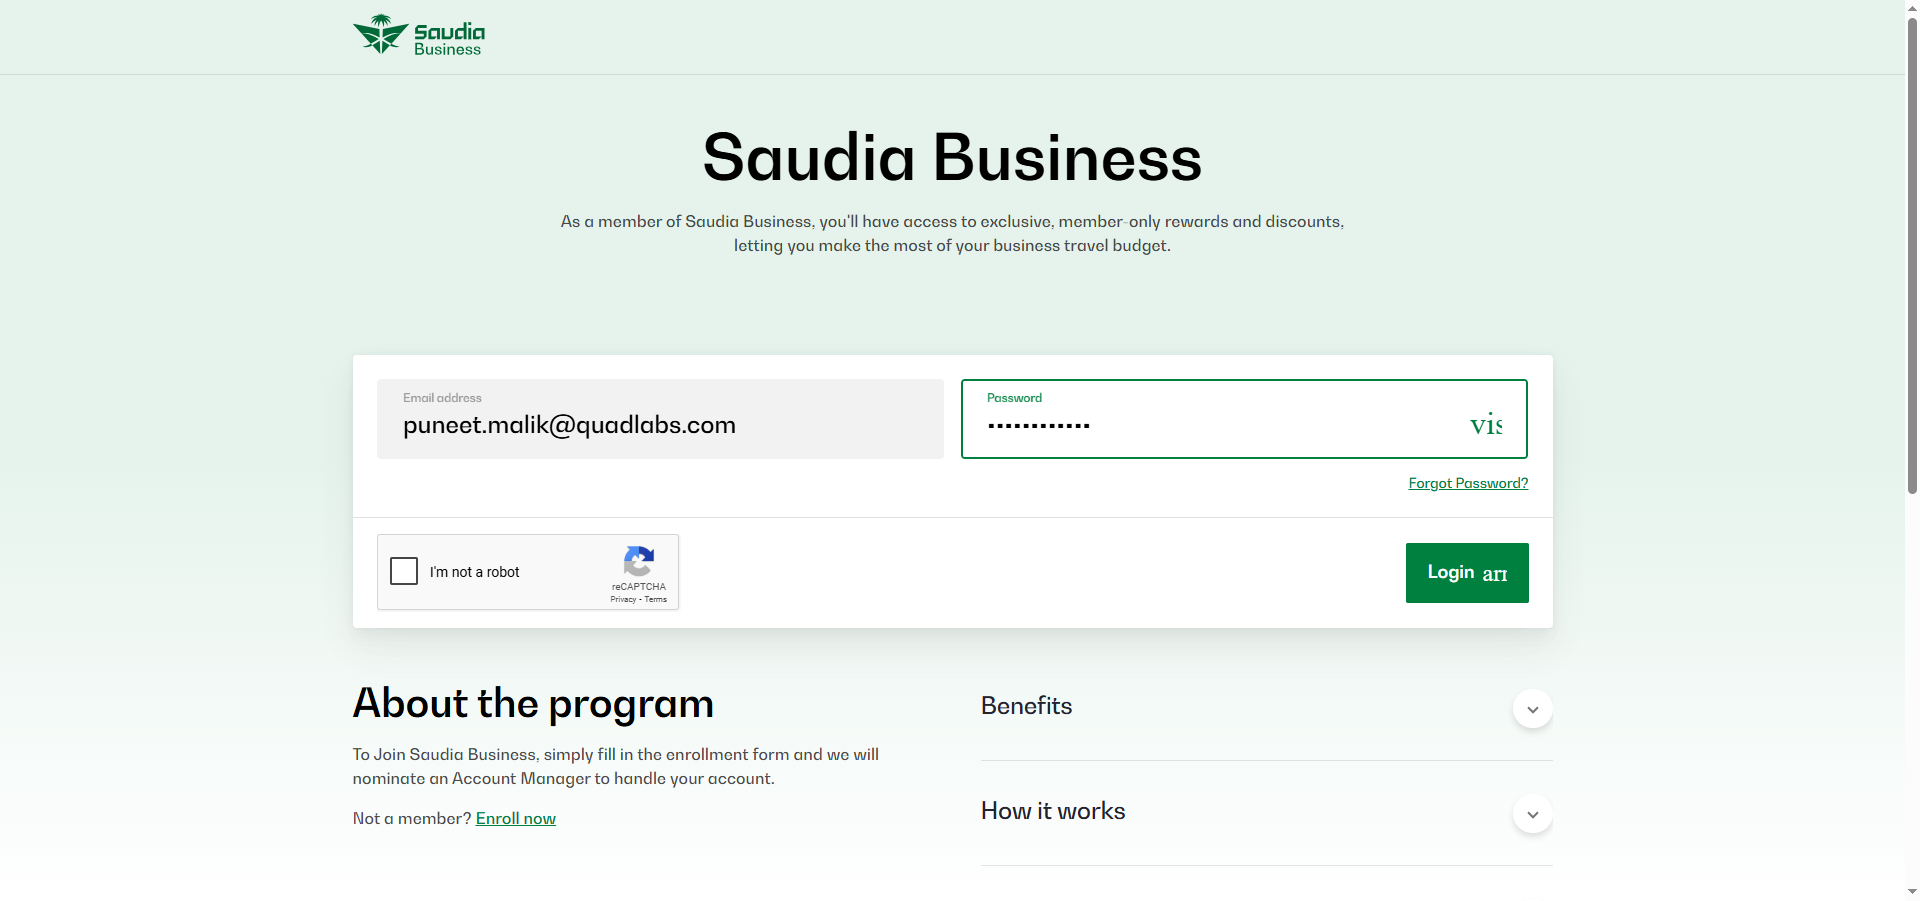 Saudia
Business
Saudia Business
As a member of Saudia Business, you'll have access to exclusive, member-only rewards and discounts,
letting you make the most of your business travel budget.
Email address
puneet.malik@quadlabs.com
Password
vis
Forgot Password?
I'm not a robot
reCAPTCHA
Privacy - Terms
Login arr
About the program
To Join Saudia Business, simply fill in the enrollment form and we will
nominate an Account Manager to handle your account.
Not a member? Enroll now
Benefits
How it works